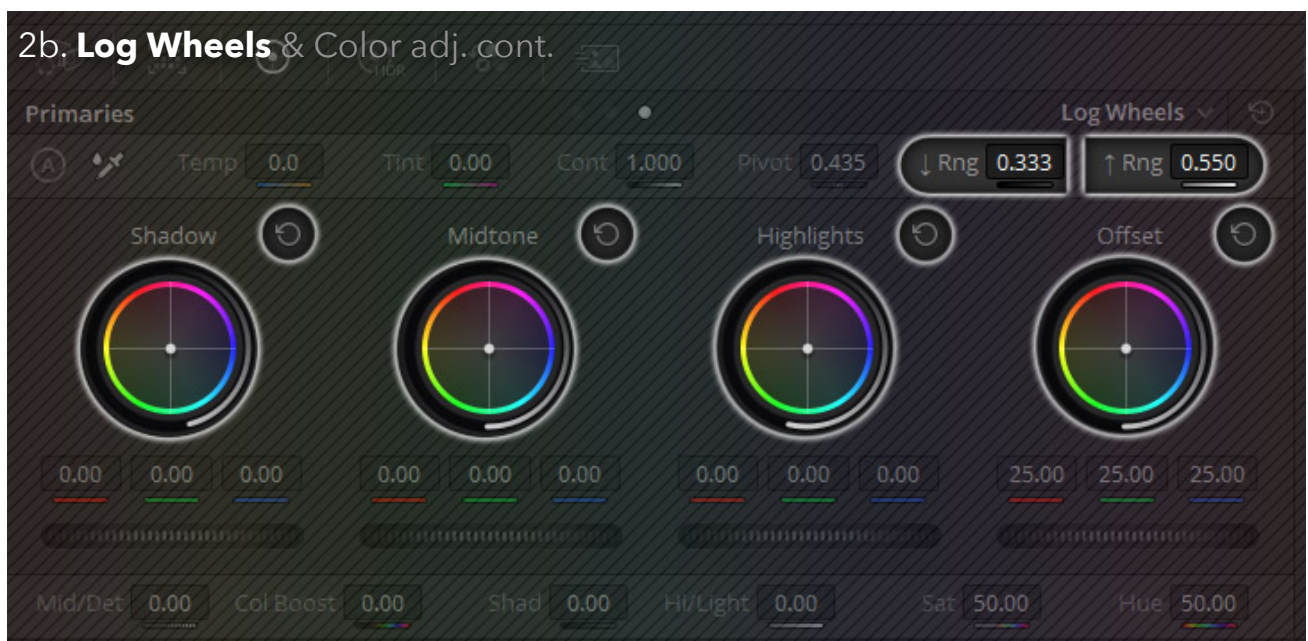 2b. Log Wheels & Color adj. cont.
HDR
Primaries
Log Wheels
A Temp 0.0 Tint 0.00 Cont 1.000 Pivot 0.435 ↓ Rng 0.333 ↑ Rng 0.550
Shadow Midtone Highlights Offset
0.00 0.00 0.00 0.00 0.00 0.00 0.00 0.00 0.00 25.00 25.00 25.00
Mid/Det 0.00 Col Boost 0.00 Shad 0.00 Hi/Light 0.00 Sat 50.00 Hue 50.00